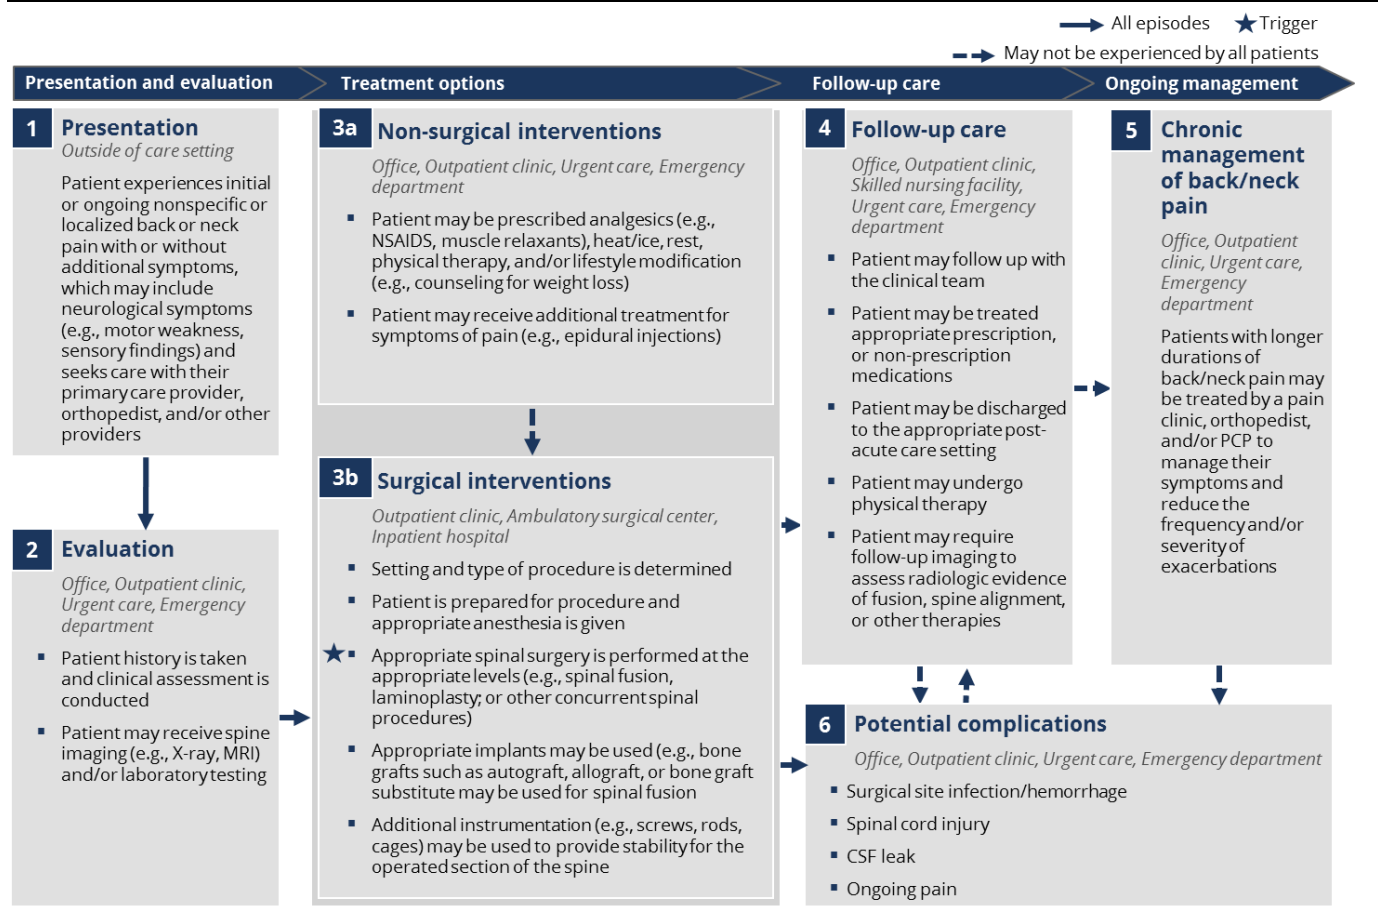 All episodes
Trigger
May not be experienced by all patients
Presentation and evaluation
Treatment options
Follow-up care
Ongoing management
1
Presentation
Outside of care setting
Patient experiences initial
or ongoing nonspecific or
localized back or neck
pain with or without
additional symptoms,
which may include
neurological symptoms
(e.g., motor weakness,
sensory findings) and
seeks care with their
primary care provider,
orthopedist, and/or other
providers
2
Evaluation
Office, Outpatient clinic,
Urgent care, Emergency
department
▪ Patient history is taken
and clinical assessment is
conducted
▪ Patient may receive spine
imaging (e.g., X-ray, MRI)
and/or laboratory testing
3a
Non-surgical interventions
Office, Outpatient clinic, Urgent care, Emergency
department
▪ Patient may be prescribed analgesics (e.g.,
NSAIDS, muscle relaxants), heat/ice, rest,
physical therapy, and/or lifestyle modification
(e.g., counseling for weight loss)
▪ Patient may receive additional treatment for
symptoms of pain (e.g., epidural injections)
3b
Surgical interventions
Outpatient clinic, Ambulatory surgical center,
Inpatient hospital
▪ Setting and type of procedure is determined
▪ Patient is prepared for procedure and
appropriate anesthesia is given
▪ Appropriate spinal surgery is performed at the
appropriate levels (e.g., spinal fusion,
laminoplasty; or other concurrent spinal
procedures)
▪ Appropriate implants may be used (e.g., bone
grafts such as autograft, allograft, or bone graft
substitute may be used for spinal fusion
▪ Additional instrumentation (e.g., screws, rods,
cages) may be used to provide stability for the
operated section of the spine
4
Follow-up care
Office, Outpatient clinic,
Skilled nursing facility,
Urgent care, Emergency
department
▪ Patient may follow up with
the clinical team
▪ Patient may be treated
appropriate prescription,
or non-prescription
medications
▪ Patient may be discharged
to the appropriate post-
acute care setting
▪ Patient may undergo
physical therapy
▪ Patient may require
follow-up imaging to
assess radiologic evidence
of fusion, spine alignment,
or other therapies
5
Chronic
management
of back/neck
pain
Office, Outpatient
clinic, Urgent care,
Emergency
department
Patients with longer
durations of
back/neck pain may
be treated by a pain
clinic, orthopedist,
and/or PCP to
manage their
symptoms and
reduce the
frequency and/or
severity of
exacerbations
6
Potential complications
Office, Outpatient clinic, Urgent care, Emergency department
▪ Surgical site infection/hemorrhage
▪ Spinal cord injury
▪ CSF leak
▪ Ongoing pain